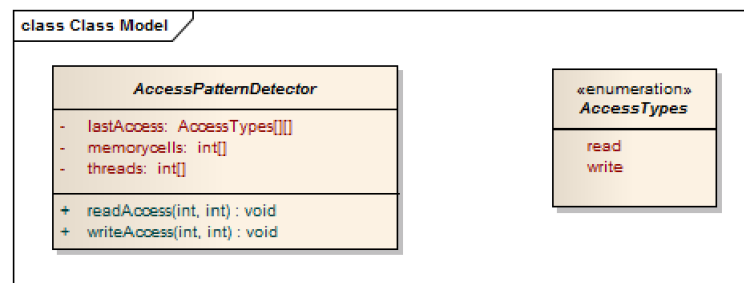 class Class Model
AccessPatternDetector
- lastAccess: AccessTypes[][]
- memorycells: int[]
- threads: int[]
+ readAccess(int, int) : void
+ writeAccess(int, int) : void
«enumeration»
AccessTypes
read
write